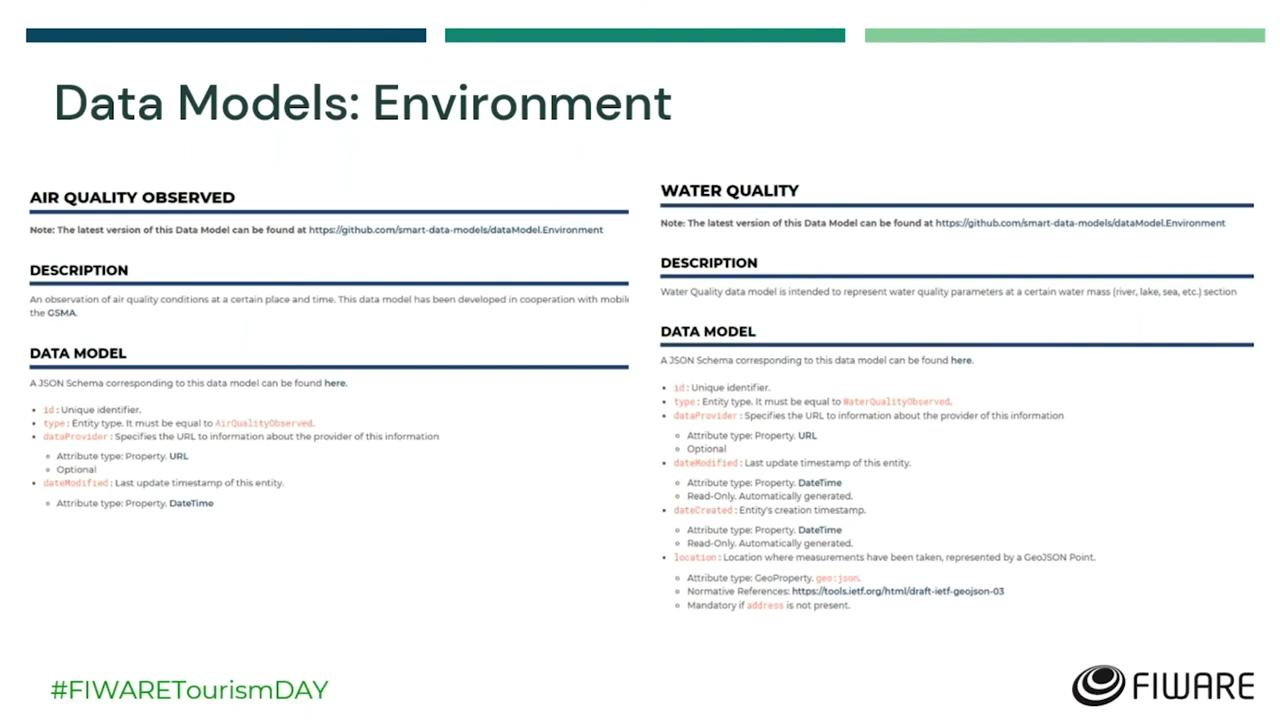 Data Models: Environment
AIR QUALITY OBSERVED
Note: The latest version of this Data Model can be found at https://github.com/smart-data-models/dataModel.Environment
DESCRIPTION
An observation of air quality conditions at a certain place and time. This data model has been developed in cooperation with mobile
the GSMA.
DATA MODEL
A JSON Schema corresponding to this data model can be found here.
• id : Unique identifier.
• type : Entity type. It must be equal to AirQualityObserved.
• dataProvider : Specifies the URL to information about the provider of this information
Attribute type: Property. URL
Optional
• dateModified : Last update timestamp of this entity.
Attribute type: Property. DateTime
WATER QUALITY
Note: The latest version of this Data Model can be found at https://github.com/smart-data-models/dataModel.Environment
DESCRIPTION
Water Quality data model is intended to represent water quality parameters at a certain water mass (river, lake, sea, etc.) section
DATA MODEL
A JSON Schema corresponding to this data model can be found here.
• id : Unique identifier.
• type : Entity type. It must be equal to WaterQualityObserved.
• dataProvider : Specifies the URL to information about the provider of this information
Attribute type: Property. URL
Optional
• dateModified : Last update timestamp of this entity.
Attribute type: Property. DateTime
Read-Only. Automatically generated.
• dateCreated : Entity's creation timestamp.
Attribute type: Property. DateTime
Read-Only. Automatically generated.
• location : Location where measurements have been taken, represented by a GeoJSON Point.
Attribute type: GeoProperty. geo:json.
Normative References: https://tools.ietf.org/html/draft-ietf-geojson-03
Mandatory if address is not present.
#FIWARETourismDAY
FIWARE